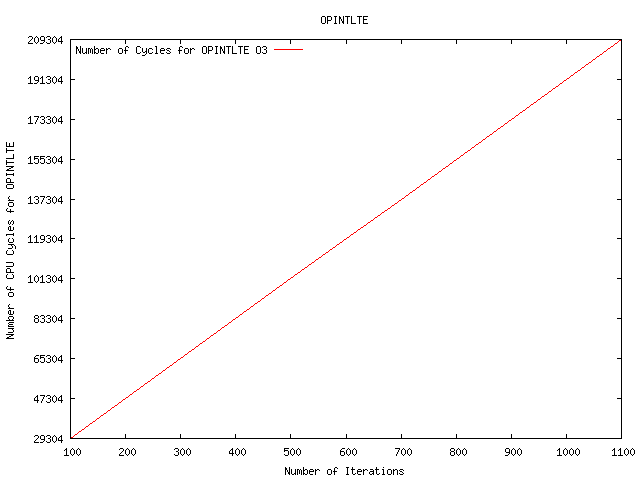 OPINTLTE
Number of Cycles for OPINTLTE O3
209304
191304
173304
155304
137304
119304
101304
83304
65304
47304
29304
Number of CPU Cycles for OPINTLTE
100 200 300 400 500 600 700 800 900 1000 1100
Number of Iterations